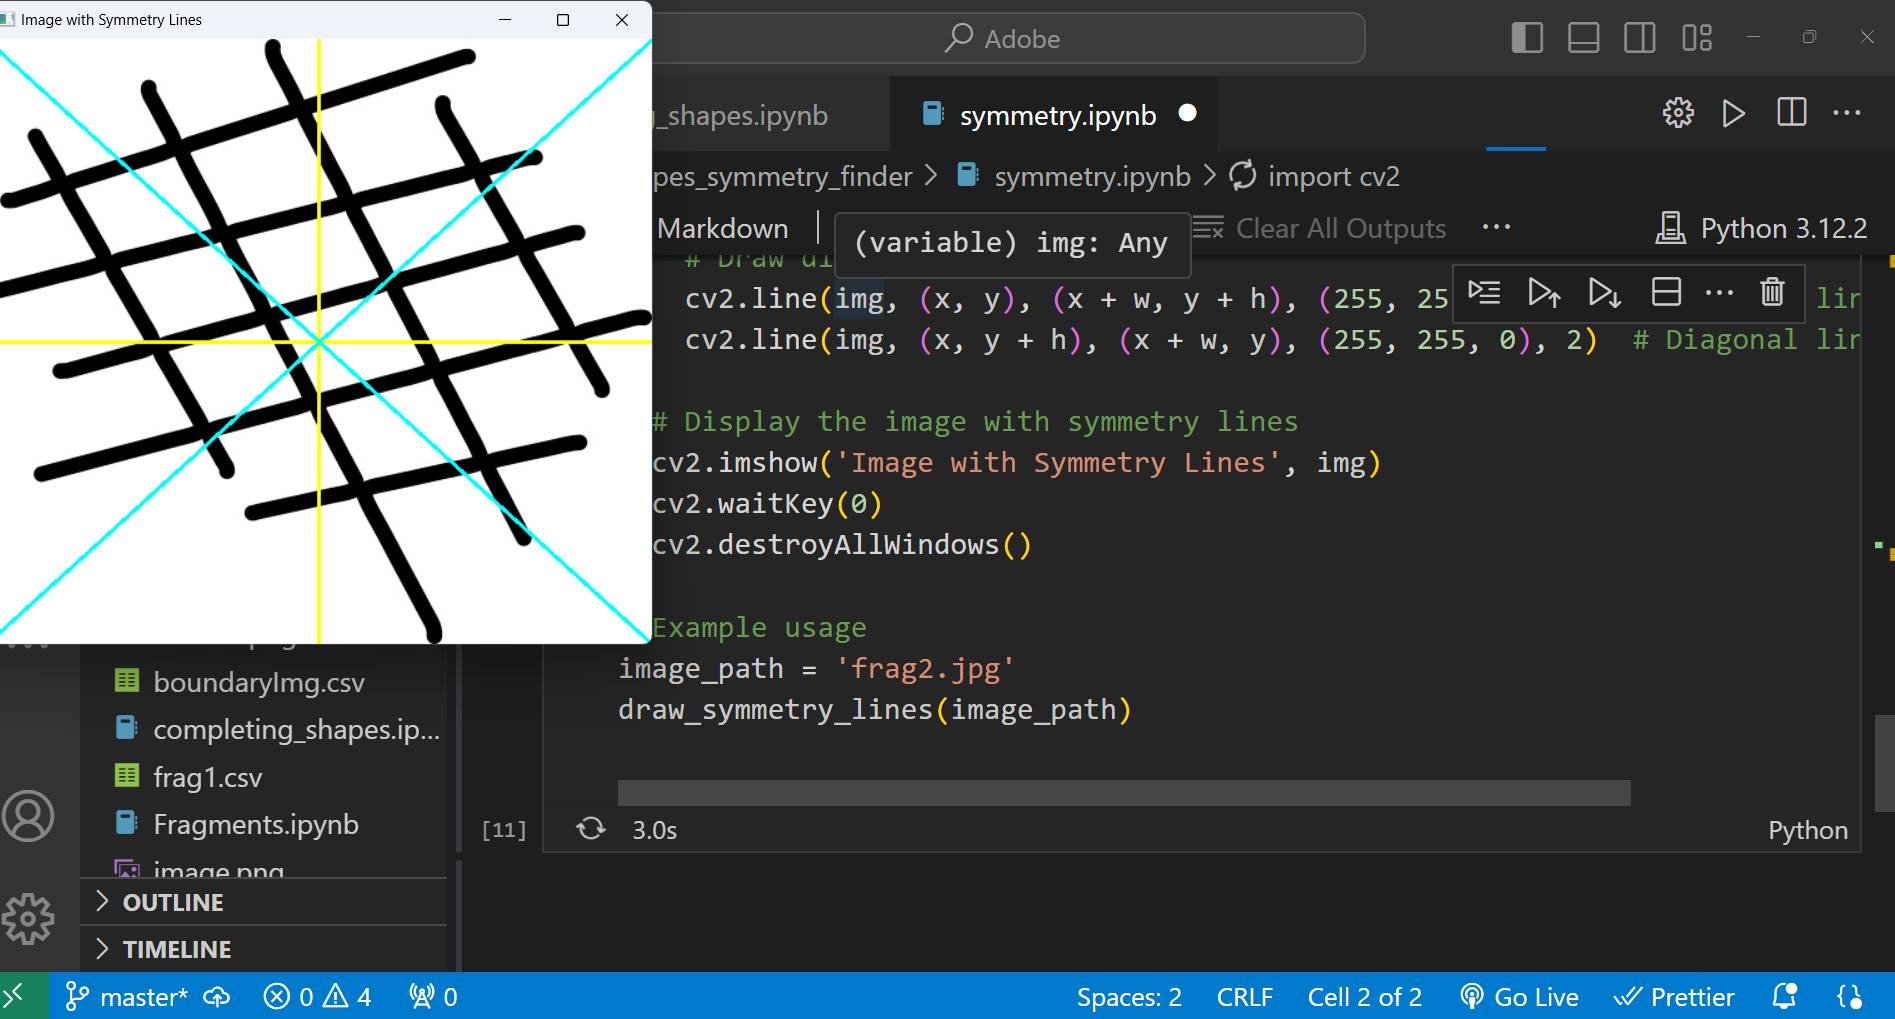 Image with Symmetry Lines
Adobe
_shapes.ipynb
symmetry.ipynb
pes_symmetry_finder > symmetry.ipynb > import cv2
Markdown
Clear All Outputs
Python 3.12.2
(variable) img: Any
# Draw di
cv2.line(img, (x, y), (x + w, y + h), (255, 25 lin
cv2.line(img, (x, y + h), (x + w, y), (255, 255, 0), 2) # Diagonal lin
# Display the image with symmetry lines
cv2.imshow('Image with Symmetry Lines', img)
cv2.waitKey(0)
cv2.destroyAllWindows()
Example usage
image_path = 'frag2.jpg'
draw_symmetry_lines(image_path)
[11]
3.0s
Python
boundaryImg.csv
completing_shapes.ip...
frag1.csv
Fragments.ipynb
image.png
OUTLINE
TIMELINE
master* 0 4 0
Spaces: 2 CRLF Cell 2 of 2 Go Live Prettier